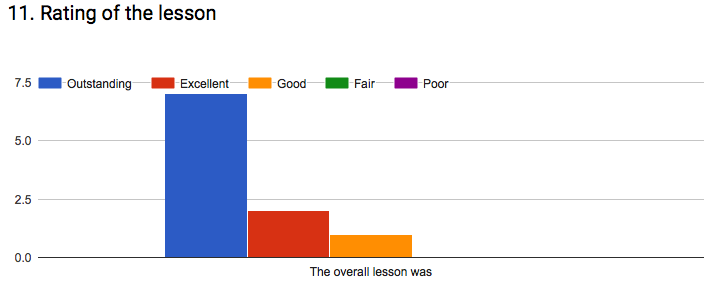 11. Rating of the lesson
7.5 Outstanding Excellent Good Fair Poor
5.0
2.5
0.0
The overall lesson was